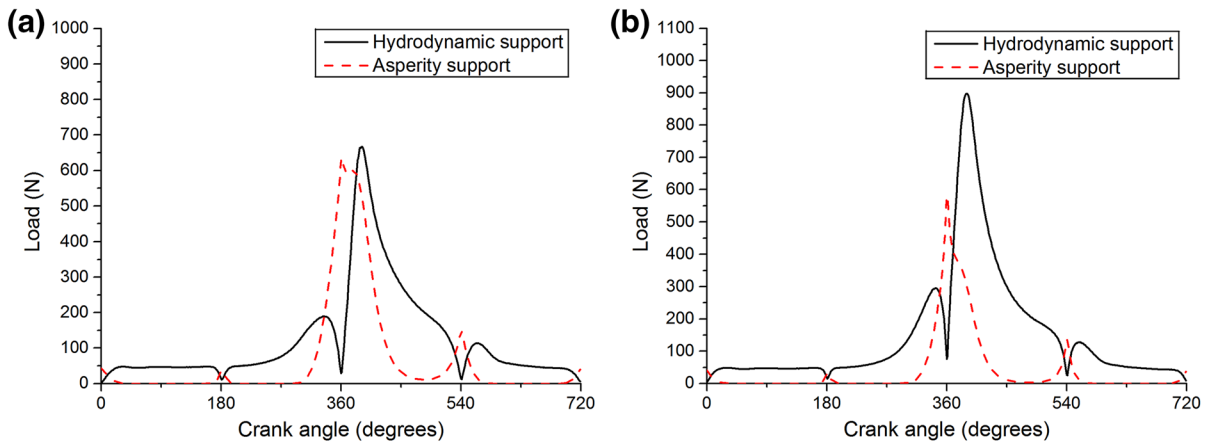 (a)
1000
900
800
700
600
500
400
300
200
100
0
Load (N)
Hydrodynamic support
Asperity support
0 180 360 540 720
Crank angle (degrees)
(b)
1100
1000
900
800
700
600
500
400
300
200
100
0
Load (N)
Hydrodynamic support
Asperity support
0 180 360 540 720
Crank angle (degrees)